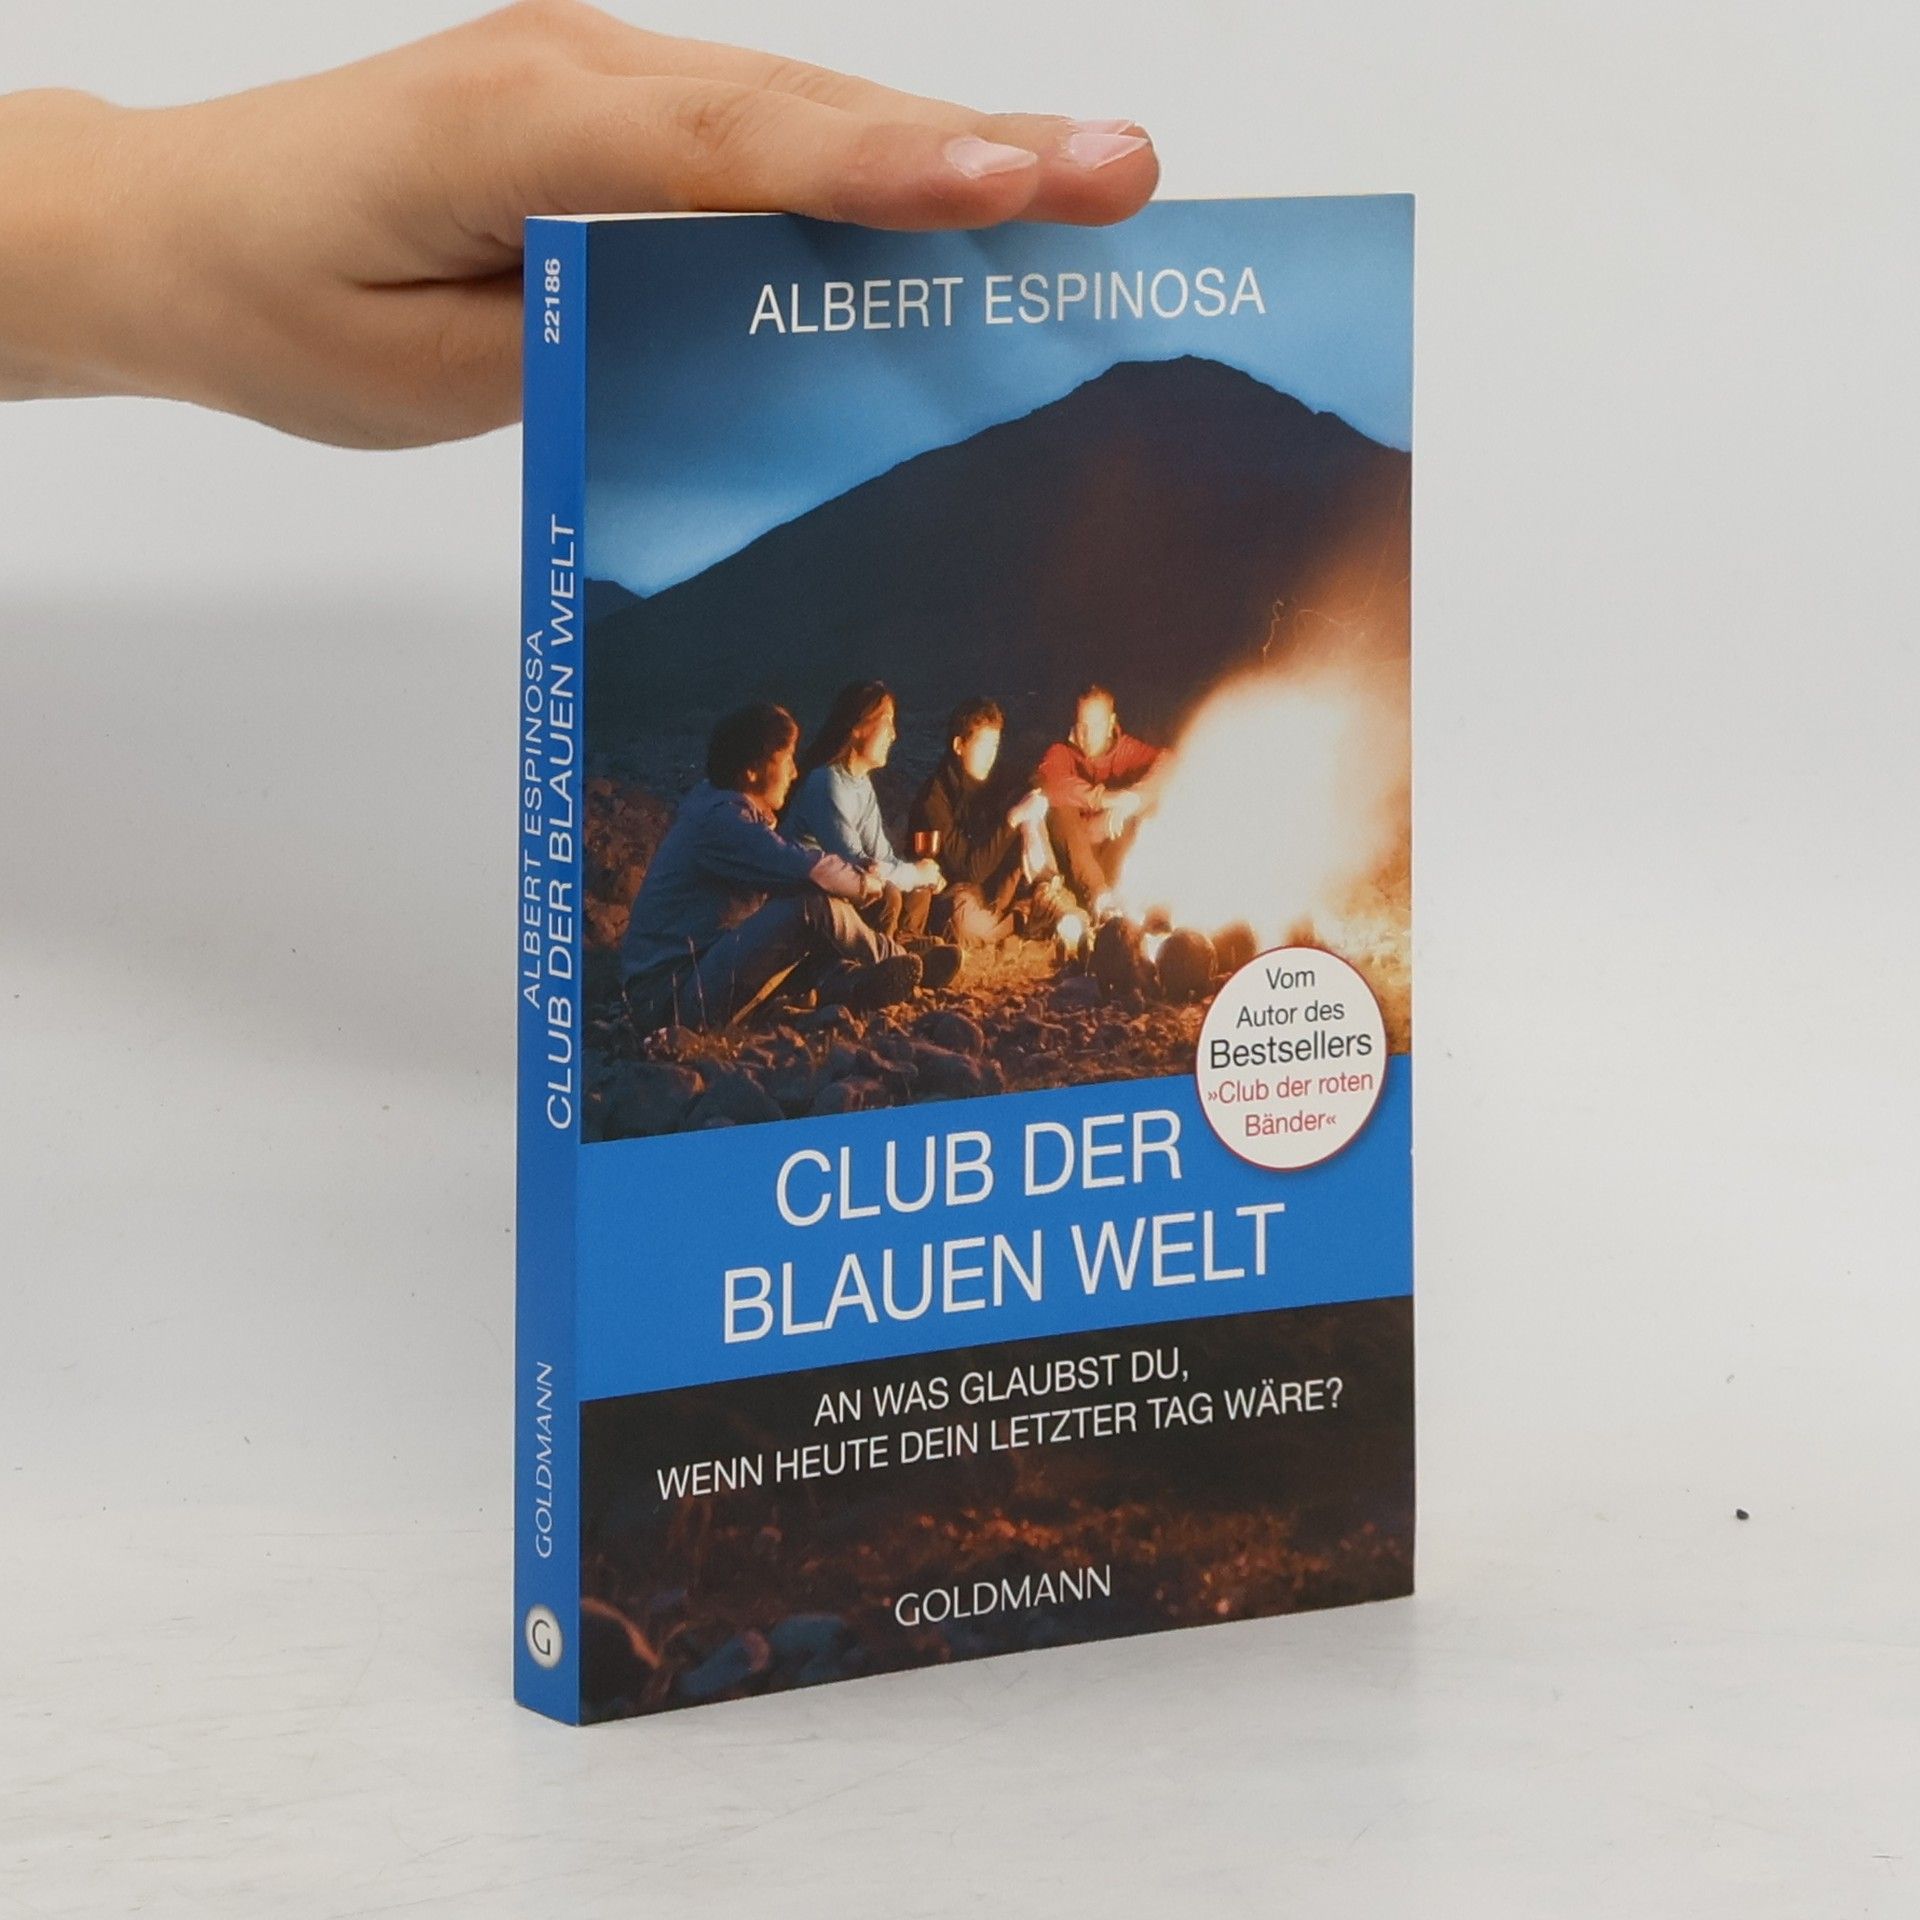 ALBERT ESPINOSA
Vom
Autor des
Bestsellers
»Club der roten
Bänder«
CLUB DER
BLAUEN WELT
AN WAS GLAUBST DU,
WENN HEUTE DEIN LETZTER TAG WÄRE?
GOLDMANN
22186
ALBERT ESPINOSA
CLUB DER BLAUEN WELT
GOLDMANN
G